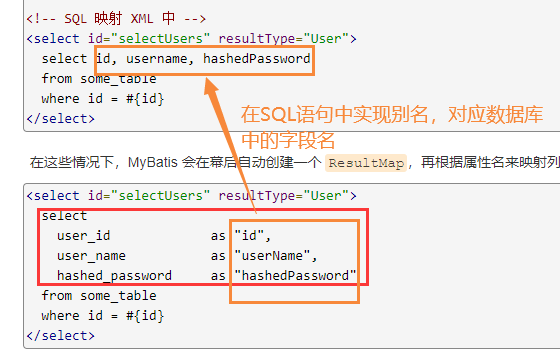 <!-- SQL 映射 XML 中 -->
<select id="selectUsers" resultType="User">
select id, username, hashedPassword
from some_table
where id = #{id}
</select>
在SQL语句中实现别名，对应数据库
中的字段名
在这些情况下，MyBatis 会在幕后自动创建一个 ResultMap，再根据属性名来映射列
<select id="selectUsers" resultType="User">
select
user_id as "id",
user_name as "userName",
hashed_password as "hashedPassword"
from some_table
where id = #{id}
</select>